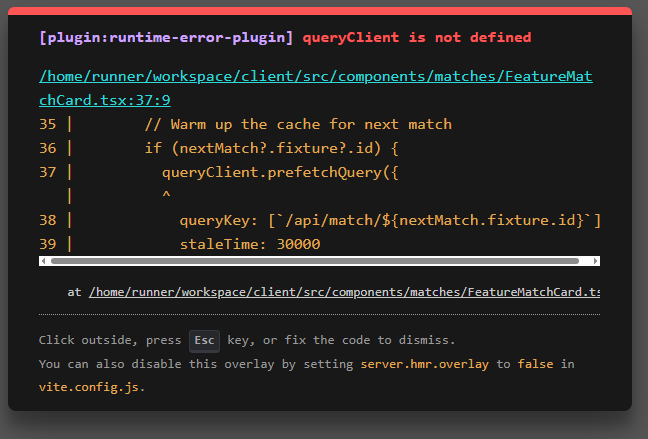 [plugin:runtime-error-plugin] queryClient is not defined
/home/runner/workspace/client/src/components/matches/FeatureMat
chCard.tsx:37:9
35 |        // Warm up the cache for next match
36 |        if (nextMatch?.fixture?.id) {
37 |          queryClient.prefetchQuery({
   |          ^
38 |            queryKey: [`/api/match/${nextMatch.fixture.id}`]
39 |            staleTime: 30000
at /home/runner/workspace/client/src/components/matches/FeatureMatchCard.ts
Click outside, press Esc key, or fix the code to dismiss.
You can also disable this overlay by setting server.hmr.overlay to false in
vite.config.js.